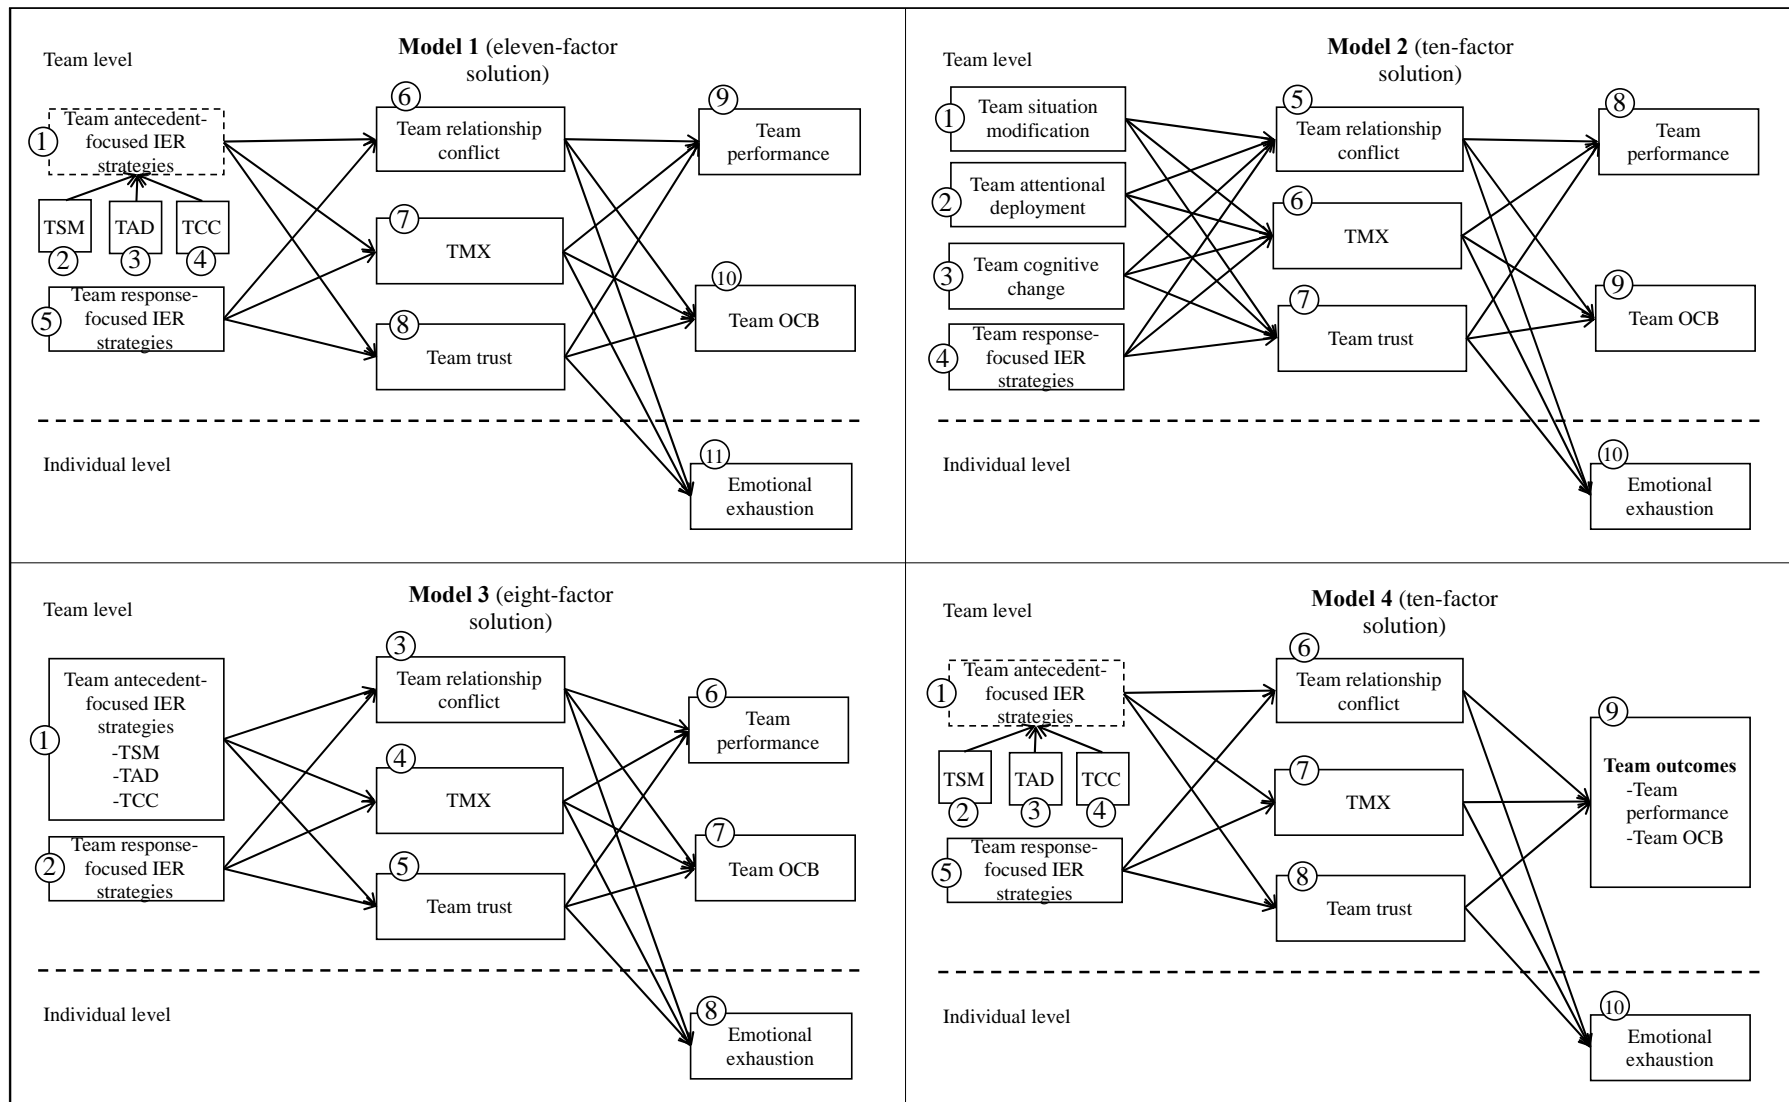 Team level
Model 1 (eleven-factor
solution)
1
Team antecedent-
focused IER
strategies
TSM
TAD
TCC
2
3
4
5
Team response-
focused IER
strategies
6
Team relationship
conflict
7
TMX
8
Team trust
9
Team
performance
10
Team OCB
Individual level
11
Emotional
exhaustion
Team level
Model 2 (ten-factor
solution)
1
Team situation
modification
2
Team attentional
deployment
3
Team cognitive
change
4
Team response-
focused IER
strategies
5
Team relationship
conflict
6
TMX
7
Team trust
8
Team
performance
9
Team OCB
Individual level
10
Emotional
exhaustion
Team level
Model 3 (eight-factor
solution)
1
Team antecedent-
focused IER
strategies
-TSM
-TAD
-TCC
2
Team response-
focused IER
strategies
3
Team relationship
conflict
4
TMX
5
Team trust
6
Team
performance
7
Team OCB
Individual level
8
Emotional
exhaustion
Team level
Model 4 (ten-factor
solution)
1
Team antecedent-
focused IER
strategies
TSM
TAD
TCC
2
3
4
5
Team response-
focused IER
strategies
6
Team relationship
conflict
7
TMX
8
Team trust
9
Team outcomes
-Team
performance
-Team OCB
Individual level
10
Emotional
exhaustion